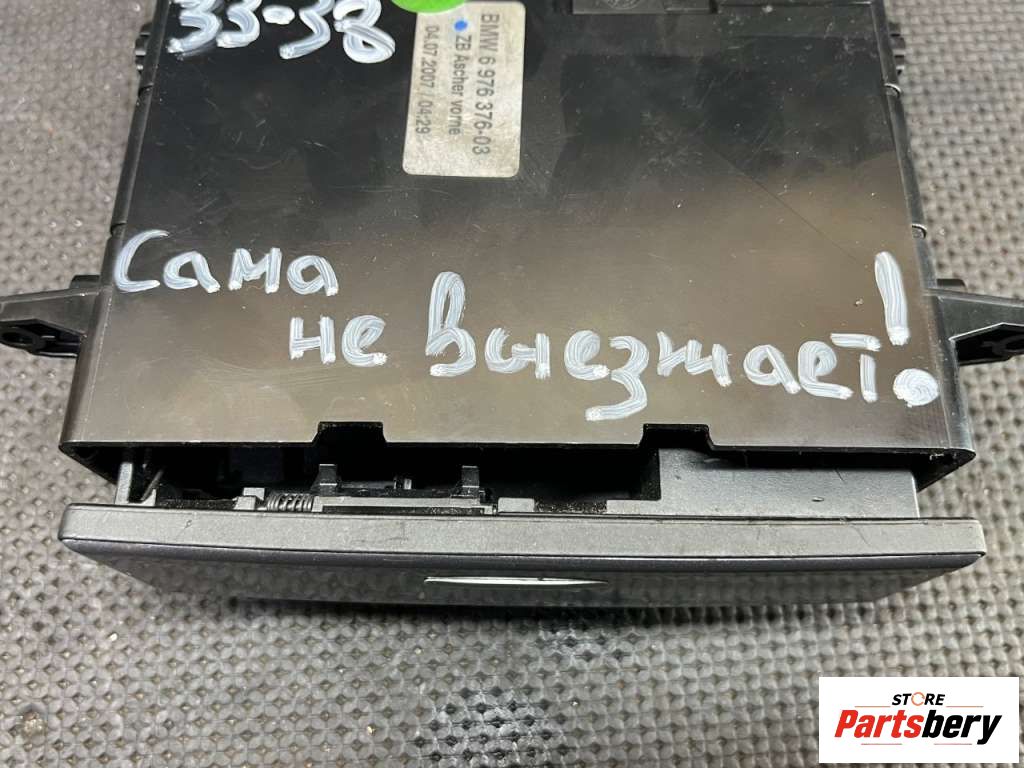 33-38
BMW 6 976 376-03
ZB Ascher vorne
04.07.2007 / 04:29
Сама
не выезжает!
STORE
Partsbery